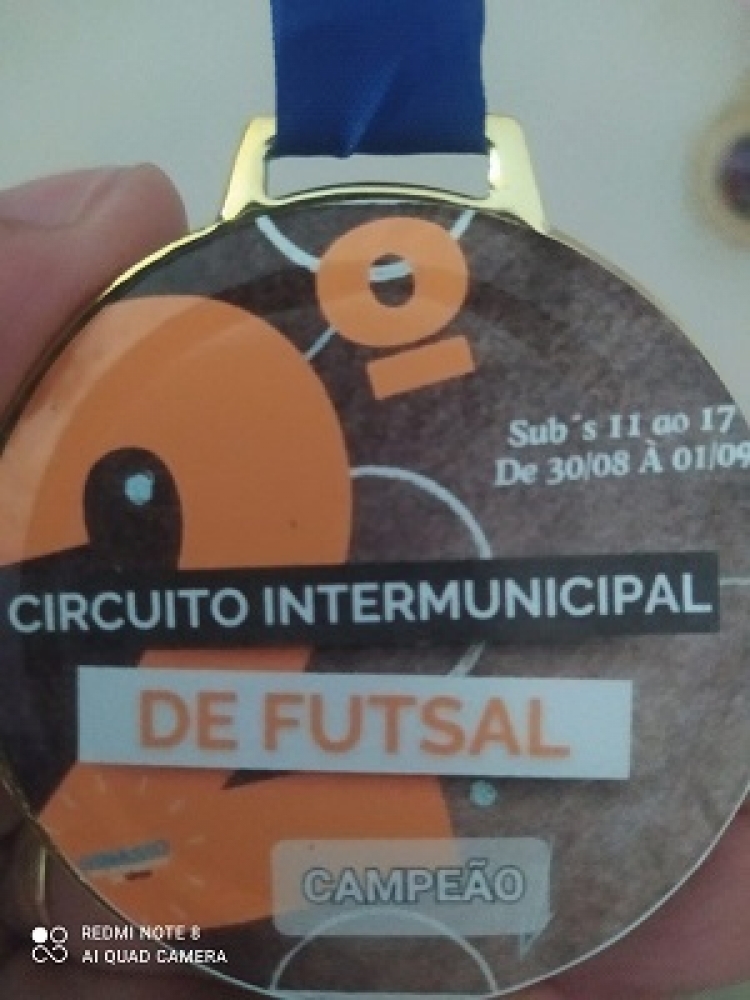 2º
Sub´s 11 ao 17
De 30/08 À 01/09
CIRCUITO INTERMUNICIPAL
DE FUTSAL
CAMPEÃO
REDMI NOTE 8
AI QUAD CAMERA